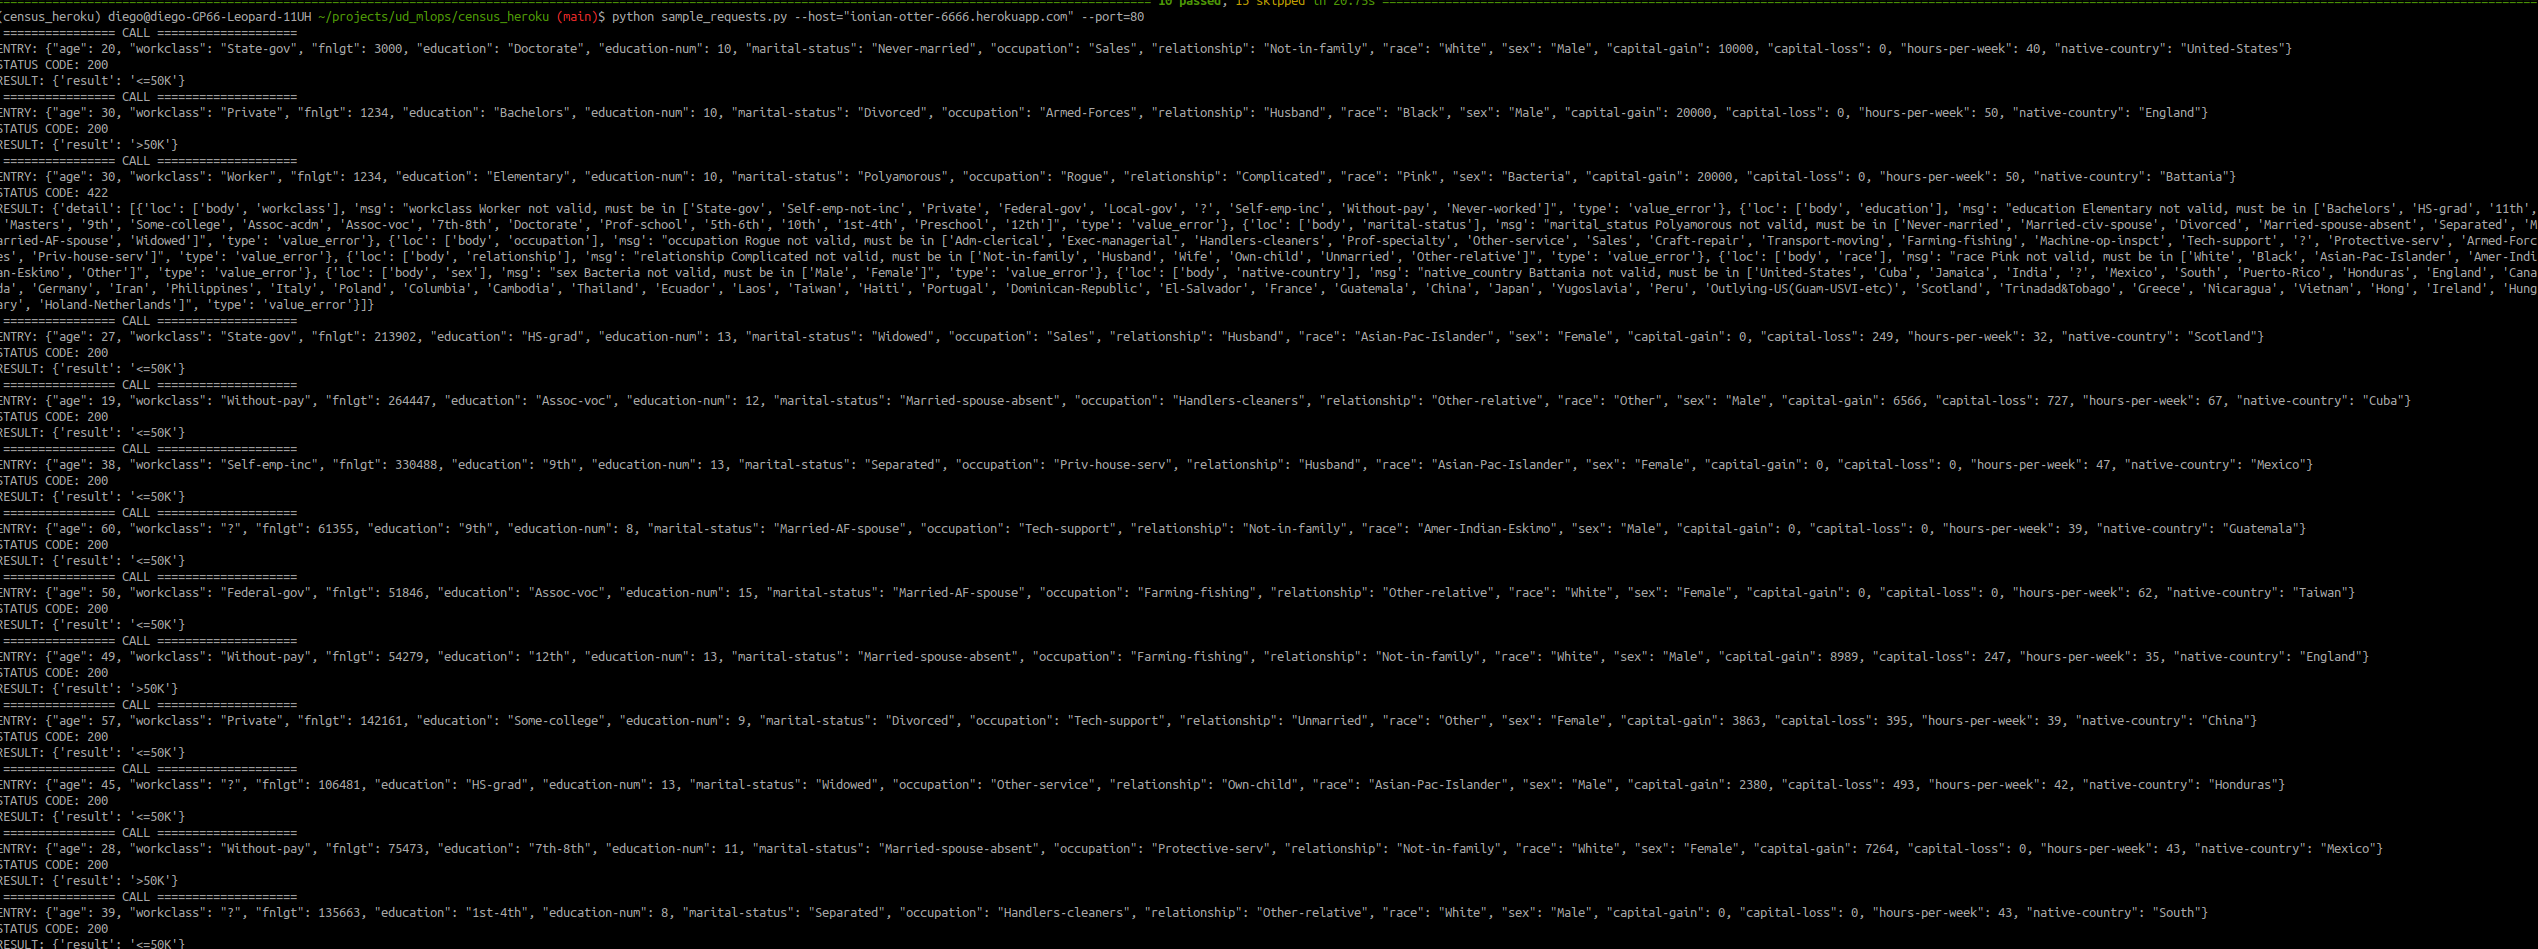 10 passed, 15 skipped in 20.75s
(census_heroku) diego@diego-GP66-Leopard-11UH ~/projects/ud_mlops/census_heroku (main)$ python sample_requests.py --host="ionian-otter-6666.herokuapp.com" --port=80
================ CALL ====================
ENTRY: {"age": 20, "workclass": "State-gov", "fnlgt": 3000, "education": "Doctorate", "education-num": 10, "marital-status": "Never-married", "occupation": "Sales", "relationship": "Not-in-family", "race": "White", "sex": "Male", "capital-gain": 10000, "capital-loss": 0, "hours-per-week": 40, "native-country": "United-States"}
STATUS CODE: 200
RESULT: {'result': '<=50K'}
================ CALL ====================
ENTRY: {"age": 30, "workclass": "Private", "fnlgt": 1234, "education": "Bachelors", "education-num": 10, "marital-status": "Divorced", "occupation": "Armed-Forces", "relationship": "Husband", "race": "Black", "sex": "Male", "capital-gain": 20000, "capital-loss": 0, "hours-per-week": 50, "native-country": "England"}
STATUS CODE: 200
RESULT: {'result': '>50K'}
================ CALL ====================
ENTRY: {"age": 30, "workclass": "Worker", "fnlgt": 1234, "education": "Elementary", "education-num": 10, "marital-status": "Polyamorous", "occupation": "Rogue", "relationship": "Complicated", "race": "Pink", "sex": "Bacteria", "capital-gain": 20000, "capital-loss": 0, "hours-per-week": 50, "native-country": "Battania"}
STATUS CODE: 422
RESULT: {'detail': [{'loc': ['body', 'workclass'], 'msg': "workclass Worker not valid, must be in ['State-gov', 'Self-emp-not-inc', 'Private', 'Federal-gov', 'Local-gov', '?', 'Self-emp-inc', 'Without-pay', 'Never-worked']", 'type': 'value_error'}, {'loc': ['body', 'education'], 'msg': "education Elementary not valid, must be in ['Bachelors', 'HS-grad', '11th',
'Masters', '9th', 'Some-college', 'Assoc-acdm', 'Assoc-voc', '7th-8th', 'Doctorate', 'Prof-school', '5th-6th', '10th', '1st-4th', 'Preschool', '12th']", 'type': 'value_error'}, {'loc': ['body', 'marital-status'], 'msg': "marital_status Polyamorous not valid, must be in ['Never-married', 'Married-civ-spouse', 'Divorced', 'Married-spouse-absent', 'Separated', 'M
arried-AF-spouse', 'Widowed']", 'type': 'value_error'}, {'loc': ['body', 'occupation'], 'msg': "occupation Rogue not valid, must be in ['Adm-clerical', 'Exec-managerial', 'Handlers-cleaners', 'Prof-specialty', 'Other-service', 'Sales', 'Craft-repair', 'Transport-moving', 'Farming-fishing', 'Machine-op-inspct', 'Tech-support', '?', 'Protective-serv', 'Armed-Forc
es', 'Priv-house-serv']", 'type': 'value_error'}, {'loc': ['body', 'relationship'], 'msg': "relationship Complicated not valid, must be in ['Not-in-family', 'Husband', 'Wife', 'Own-child', 'Unmarried', 'Other-relative']", 'type': 'value_error'}, {'loc': ['body', 'race'], 'msg': "race Pink not valid, must be in ['White', 'Black', 'Asian-Pac-Islander', 'Amer-Indi
an-Eskimo', 'Other']", 'type': 'value_error'}, {'loc': ['body', 'sex'], 'msg': "sex Bacteria not valid, must be in ['Male', 'Female']", 'type': 'value_error'}, {'loc': ['body', 'native-country'], 'msg': "native_country Battania not valid, must be in ['United-States', 'Cuba', 'Jamaica', 'India', '?', 'Mexico', 'South', 'Puerto-Rico', 'Honduras', 'England', 'Cana
da', 'Germany', 'Iran', 'Philippines', 'Italy', 'Poland', 'Columbia', 'Cambodia', 'Thailand', 'Ecuador', 'Laos', 'Taiwan', 'Haiti', 'Portugal', 'Dominican-Republic', 'El-Salvador', 'France', 'Guatemala', 'China', 'Japan', 'Yugoslavia', 'Peru', 'Outlying-US(Guam-USVI-etc)', 'Scotland', 'Trinadad&Tobago', 'Greece', 'Nicaragua', 'Vietnam', 'Hong', 'Ireland', 'Hung
ary', 'Holand-Netherlands']", 'type': 'value_error'}]}
================ CALL ====================
ENTRY: {"age": 27, "workclass": "State-gov", "fnlgt": 213902, "education": "HS-grad", "education-num": 13, "marital-status": "Widowed", "occupation": "Sales", "relationship": "Husband", "race": "Asian-Pac-Islander", "sex": "Female", "capital-gain": 0, "capital-loss": 249, "hours-per-week": 32, "native-country": "Scotland"}
STATUS CODE: 200
RESULT: {'result': '<=50K'}
================ CALL ====================
ENTRY: {"age": 19, "workclass": "Without-pay", "fnlgt": 264447, "education": "Assoc-voc", "education-num": 12, "marital-status": "Married-spouse-absent", "occupation": "Handlers-cleaners", "relationship": "Other-relative", "race": "Other", "sex": "Male", "capital-gain": 6566, "capital-loss": 727, "hours-per-week": 67, "native-country": "Cuba"}
STATUS CODE: 200
RESULT: {'result': '<=50K'}
================ CALL ====================
ENTRY: {"age": 38, "workclass": "Self-emp-inc", "fnlgt": 330488, "education": "9th", "education-num": 13, "marital-status": "Separated", "occupation": "Priv-house-serv", "relationship": "Husband", "race": "Asian-Pac-Islander", "sex": "Female", "capital-gain": 0, "capital-loss": 0, "hours-per-week": 47, "native-country": "Mexico"}
STATUS CODE: 200
RESULT: {'result': '<=50K'}
================ CALL ====================
ENTRY: {"age": 60, "workclass": "?", "fnlgt": 61355, "education": "9th", "education-num": 8, "marital-status": "Married-AF-spouse", "occupation": "Tech-support", "relationship": "Not-in-family", "race": "Amer-Indian-Eskimo", "sex": "Male", "capital-gain": 0, "capital-loss": 0, "hours-per-week": 39, "native-country": "Guatemala"}
STATUS CODE: 200
RESULT: {'result': '<=50K'}
================ CALL ====================
ENTRY: {"age": 50, "workclass": "Federal-gov", "fnlgt": 51846, "education": "Assoc-voc", "education-num": 15, "marital-status": "Married-AF-spouse", "occupation": "Farming-fishing", "relationship": "Other-relative", "race": "White", "sex": "Female", "capital-gain": 0, "capital-loss": 0, "hours-per-week": 62, "native-country": "Taiwan"}
STATUS CODE: 200
RESULT: {'result': '<=50K'}
================ CALL ====================
ENTRY: {"age": 49, "workclass": "Without-pay", "fnlgt": 54279, "education": "12th", "education-num": 13, "marital-status": "Married-spouse-absent", "occupation": "Farming-fishing", "relationship": "Not-in-family", "race": "White", "sex": "Male", "capital-gain": 8989, "capital-loss": 247, "hours-per-week": 35, "native-country": "England"}
STATUS CODE: 200
RESULT: {'result': '>50K'}
================ CALL ====================
ENTRY: {"age": 57, "workclass": "Private", "fnlgt": 142161, "education": "Some-college", "education-num": 9, "marital-status": "Divorced", "occupation": "Tech-support", "relationship": "Unmarried", "race": "Other", "sex": "Female", "capital-gain": 3863, "capital-loss": 395, "hours-per-week": 39, "native-country": "China"}
STATUS CODE: 200
RESULT: {'result': '<=50K'}
================ CALL ====================
ENTRY: {"age": 45, "workclass": "?", "fnlgt": 106481, "education": "HS-grad", "education-num": 13, "marital-status": "Widowed", "occupation": "Other-service", "relationship": "Own-child", "race": "Asian-Pac-Islander", "sex": "Male", "capital-gain": 2380, "capital-loss": 493, "hours-per-week": 42, "native-country": "Honduras"}
STATUS CODE: 200
RESULT: {'result': '<=50K'}
================ CALL ====================
ENTRY: {"age": 28, "workclass": "Without-pay", "fnlgt": 75473, "education": "7th-8th", "education-num": 11, "marital-status": "Married-spouse-absent", "occupation": "Protective-serv", "relationship": "Not-in-family", "race": "White", "sex": "Female", "capital-gain": 7264, "capital-loss": 0, "hours-per-week": 43, "native-country": "Mexico"}
STATUS CODE: 200
RESULT: {'result': '>50K'}
================ CALL ====================
ENTRY: {"age": 39, "workclass": "?", "fnlgt": 135663, "education": "1st-4th", "education-num": 8, "marital-status": "Separated", "occupation": "Handlers-cleaners", "relationship": "Other-relative", "race": "White", "sex": "Male", "capital-gain": 0, "capital-loss": 0, "hours-per-week": 43, "native-country": "South"}
STATUS CODE: 200
RESULT: {'result': '<=50K'}